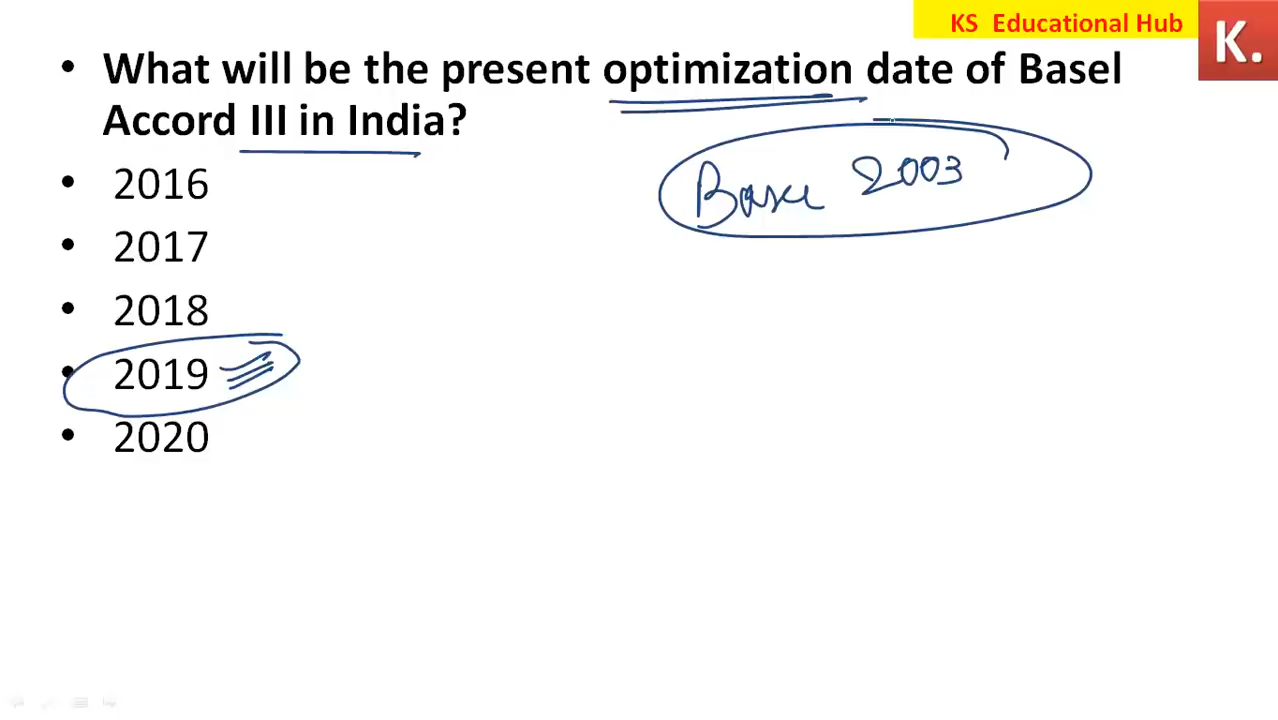 KS Educational Hub
K.
• What will be the present optimization date of Basel
Accord III in India?
Basel 2003
• 2016
• 2017
• 2018
• 2019
• 2020